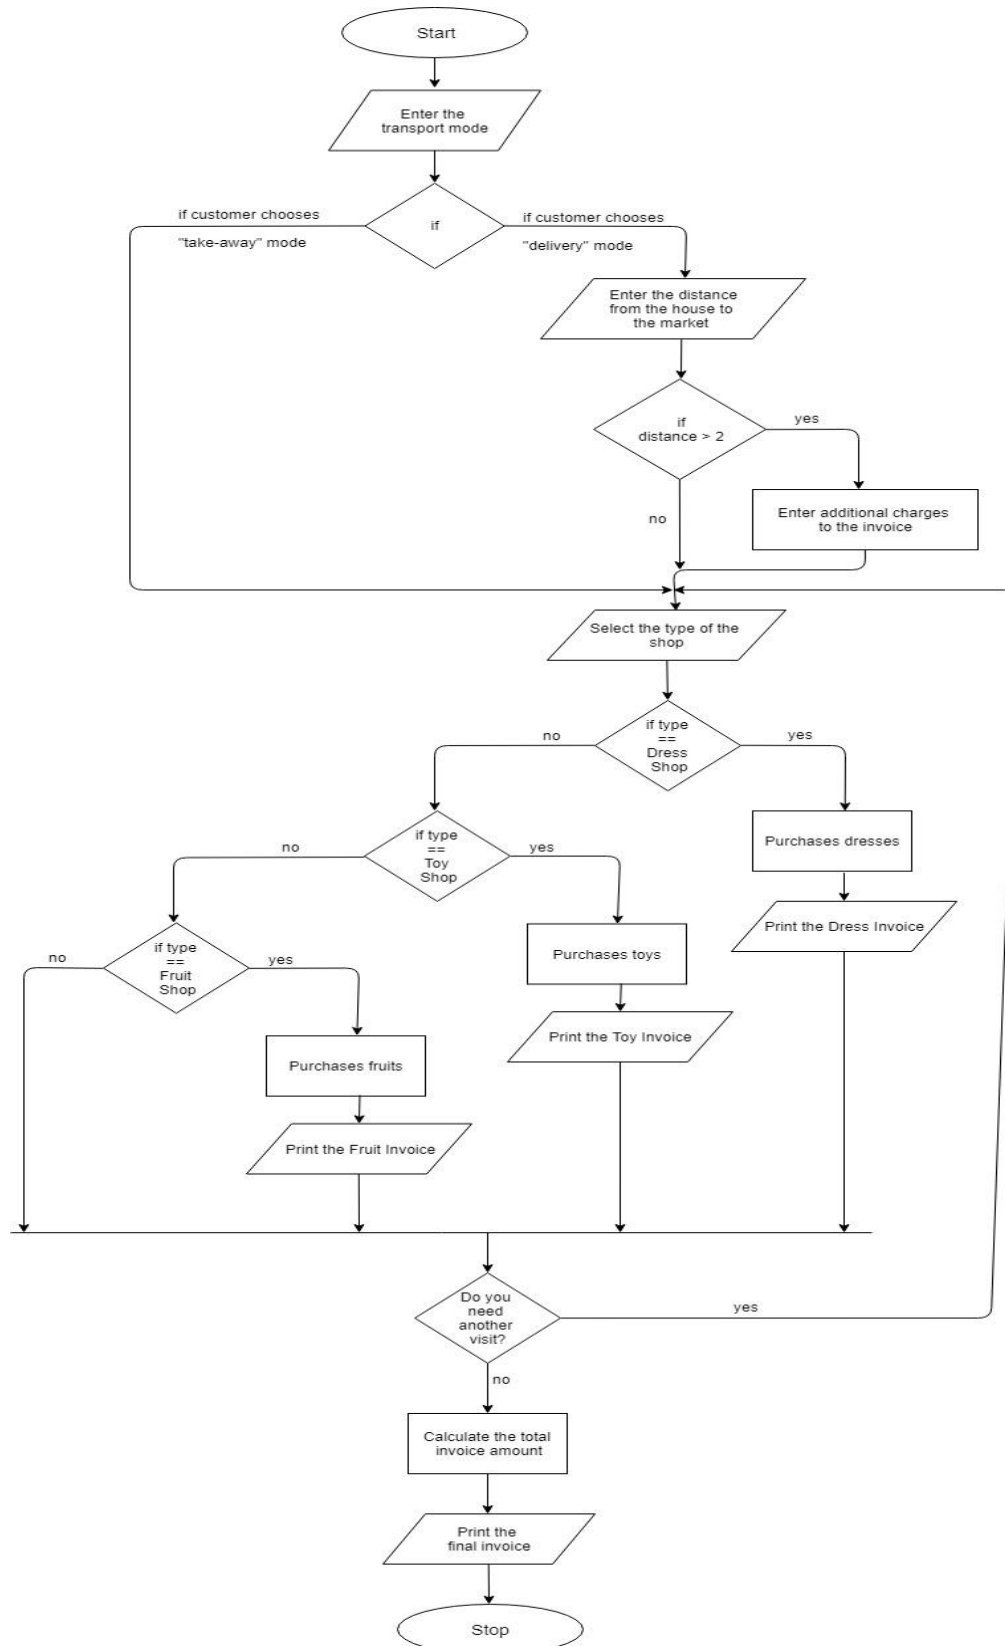 Start
Enter the
transport mode
if
if customer chooses
"take-away" mode
if customer chooses
"delivery" mode
Enter the distance
from the house to
the market
if
distance > 2
yes
no
Enter additional charges
to the invoice
Select the type of the
shop
if type
==
Dress
Shop
no
yes
if type
==
Toy
Shop
Purchases dresses
no
yes
Print the Dress Invoice
if type
==
Fruit
Shop
no
yes
Purchases toys
Print the Toy Invoice
Purchases fruits
Print the Fruit Invoice
Do you
need
another
visit?
yes
no
Calculate the total
invoice amount
Print the
final invoice
Stop